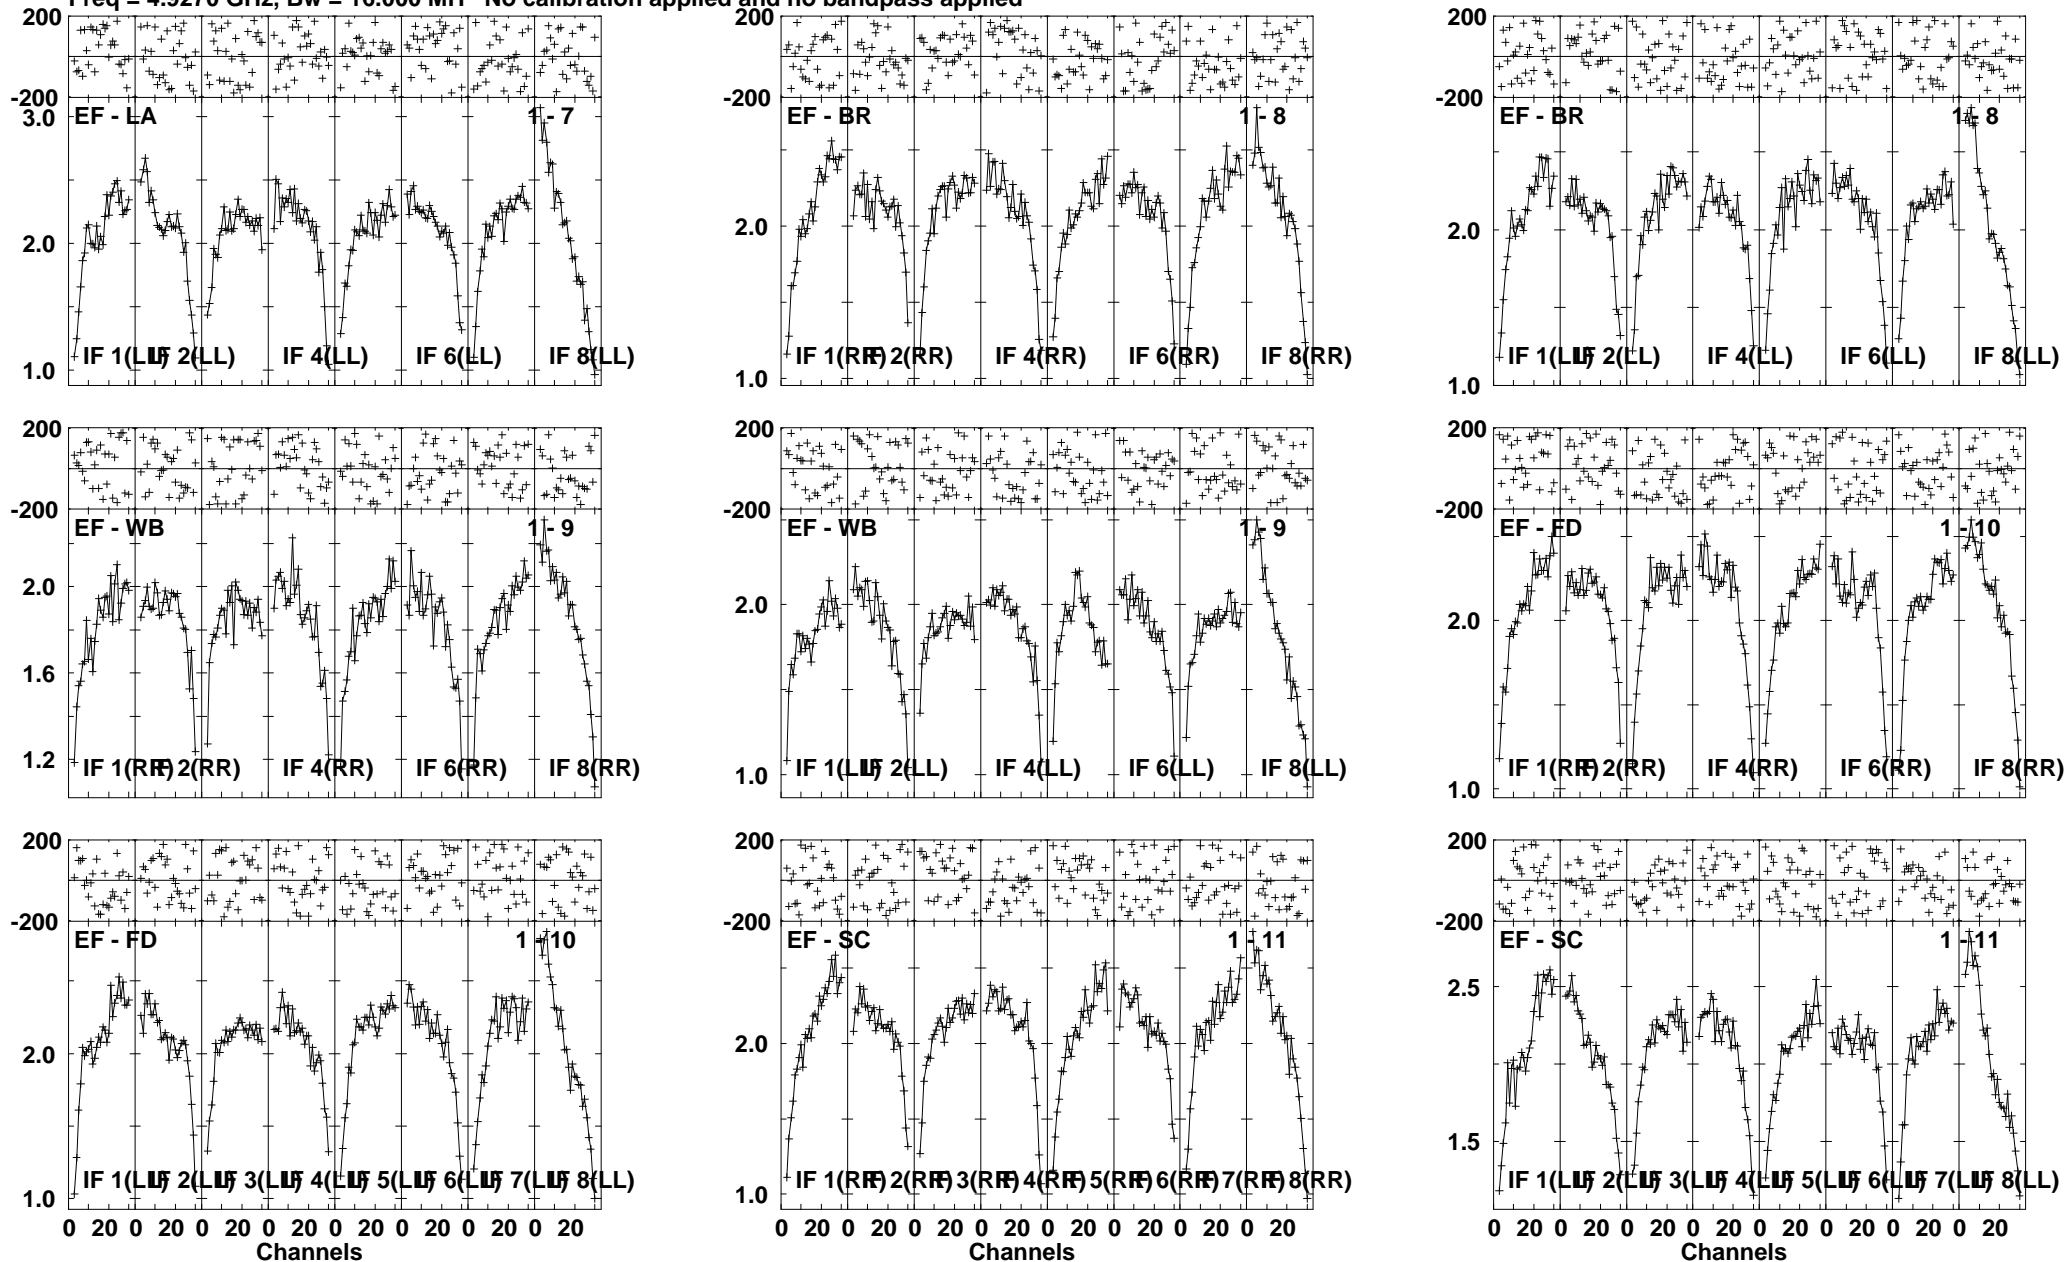 Freq = 4.9276 GHz, Bw = 16.000 MH No calibration applied and no bandpass applied
200 200 200
-200 -200 -200
EF - LA 1 - 7 EF - BR 1 - 8 EF - BR 1 - 8
3.0
2.0 2.0 2.0
IF 1(LL) IF 2(LL) IF 4(LL) IF 6(LL) IF 8(LL) IF 1(RR) IF 2(RR) IF 4(RR) IF 6(RR) IF 8(RR) IF 1(LL) IF 2(LL) IF 4(LL) IF 6(LL) IF 8(LL)
1.0 1.0 1.0
200 200 200
-200 -200 -200
EF - WB 1 - 9 EF - WB 1 - 9 EF - FD 1 - 10
2.0 2.0 2.0
1.6
1.2 IF 1(RR) IF 2(RR) IF 4(RR) IF 6(RR) IF 8(RR) IF 1(LL) IF 2(LL) IF 4(LL) IF 6(LL) IF 8(LL) IF 1(RR) IF 2(RR) IF 4(RR) IF 6(RR) IF 8(RR)
1.0 1.0
200 200 200
-200 -200 -200
EF - FD 1 - 10 EF - SC 1 - 11 EF - SC 1 - 11
2.0 2.0 2.5
1.5
IF 1(LL) IF 2(LL) IF 3(LL) IF 4(LL) IF 5(LL) IF 6(LL) IF 7(LL) IF 8(LL) IF 1(RR) IF 2(RR) IF 3(RR) IF 4(RR) IF 5(RR) IF 6(RR) IF 7(RR) IF 8(RR) IF 1(LL) IF 2(LL) IF 3(LL) IF 4(LL) IF 5(LL) IF 6(LL) IF 7(LL) IF 8(LL)
1.0 1.0
0 20 0 20 0 20 0 20 0 20 0 20 0 20 0 20 0 20 0 20 0 20 0 20 0 20 0 20 0 20 0 20 0 20 0 20 0 20 0 20 0 20 0 20 0 20 0 20
Channels Channels Channels